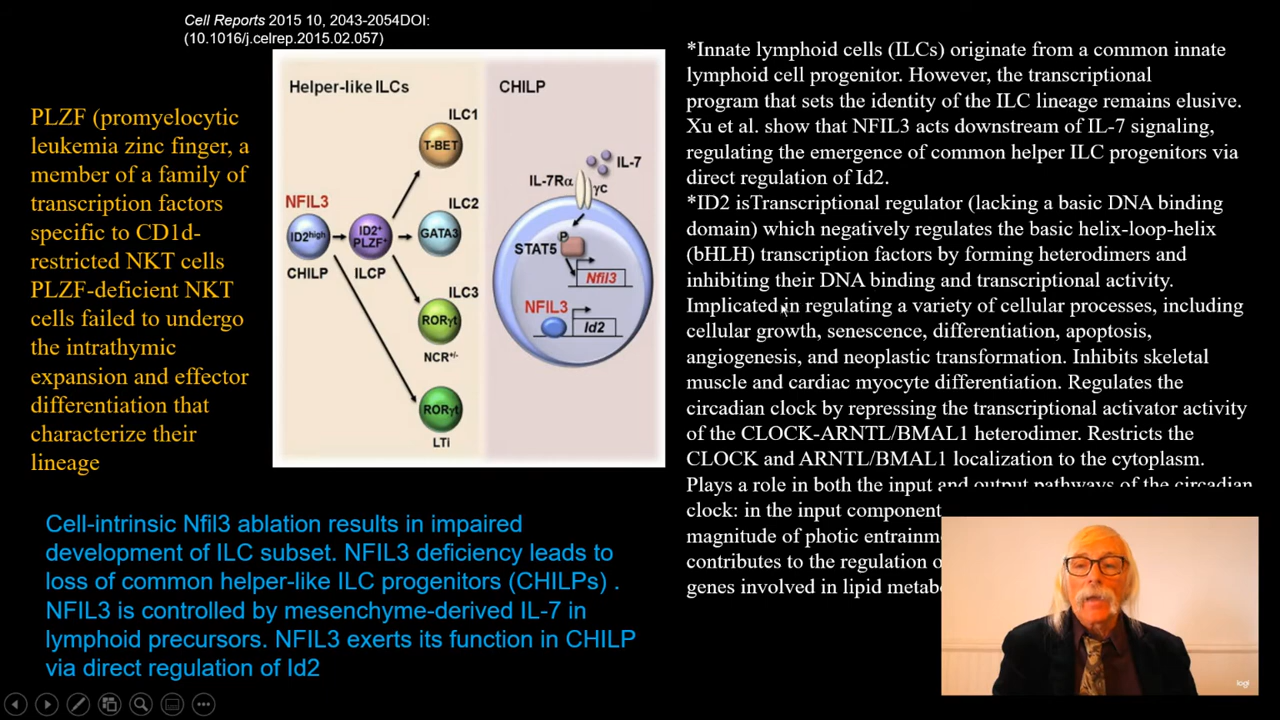 Cell Reports 2015 10, 2043-2054DOI:
(10.1016/j.celrep.2015.02.057)
PLZF (promyelocytic
leukemia zinc finger, a
member of a family of
transcription factors
specific to CD1d-
restricted NKT cells
PLZF-deficient NKT
cells failed to undergo
the intrathymic
expansion and effector
differentiation that
characterize their
lineage
Helper-like ILCs
ILC1
T-BET
NFIL3
ILC2
ID2high
ID2+
PLZF+
GATA3
CHILP
ILCP
ILC3
RORγt
NCR+/-
RORγt
LTi
CHILP
IL-7
IL-7Rα
γc
P
STAT5
Nfil3
NFIL3
Id2
*Innate lymphoid cells (ILCs) originate from a common innate
lymphoid cell progenitor. However, the transcriptional
program that sets the identity of the ILC lineage remains elusive.
Xu et al. show that NFIL3 acts downstream of IL-7 signaling,
regulating the emergence of common helper ILC progenitors via
direct regulation of Id2.
*ID2 isTranscriptional regulator (lacking a basic DNA binding
domain) which negatively regulates the basic helix-loop-helix
(bHLH) transcription factors by forming heterodimers and
inhibiting their DNA binding and transcriptional activity.
Implicated in regulating a variety of cellular processes, including
cellular growth, senescence, differentiation, apoptosis,
angiogenesis, and neoplastic transformation. Inhibits skeletal
muscle and cardiac myocyte differentiation. Regulates the
circadian clock by repressing the transcriptional activator activity
of the CLOCK-ARNTL/BMAL1 heterodimer. Restricts the
CLOCK and ARNTL/BMAL1 localization to the cytoplasm.
Plays a role in both the input and output pathways of the circadian
clock: in the input component
magnitude of photic
contributes to the regulation
genes involved in lipid
Cell-intrinsic Nfil3 ablation results in impaired
development of ILC subset. NFIL3 deficiency leads to
loss of common helper-like ILC progenitors (CHILPs) .
NFIL3 is controlled by mesenchyme-derived IL-7 in
lymphoid precursors. NFIL3 exerts its function in CHILP
via direct regulation of Id2
logi